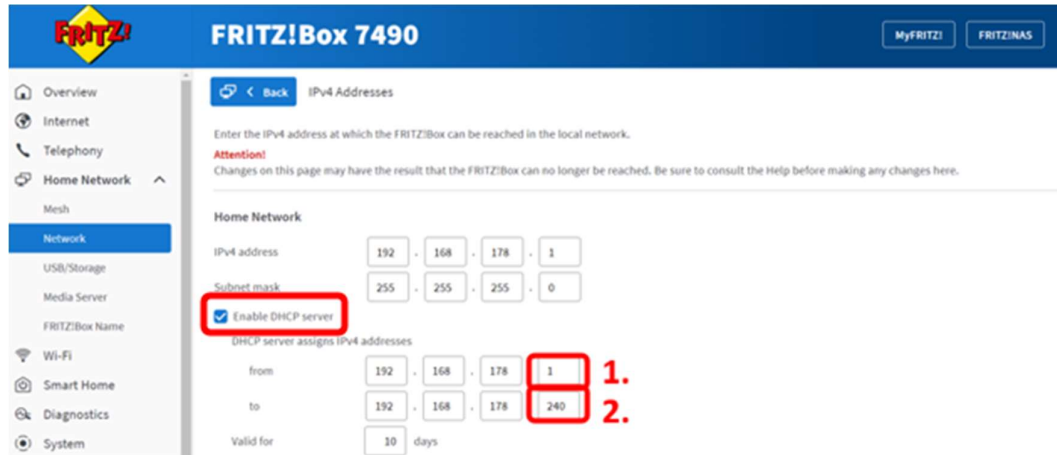 FRITZ!
FRITZ!Box 7490
MyFRITZ!
FRITZ!NAS
Overview
Internet
Telephony
Home Network
Mesh
Network
USB/Storage
Media Server
FRITZ!Box Name
Wi-Fi
Smart Home
Diagnostics
System
Back IPv4 Addresses
Enter the IPv4 address at which the FRITZ!Box can be reached in the local network.
Attention!
Changes on this page may have the result that the FRITZ!Box can no longer be reached. Be sure to consult the Help before making any changes here.
Home Network
IPv4 address 192 . 168 . 178 . 1
Subnet mask 255 . 255 . 255 . 0
Enable DHCP server
DHCP server assigns IPv4 addresses
from 192 . 168 . 178 . 1 1.
to 192 . 168 . 178 . 240 2.
Valid for 10 days